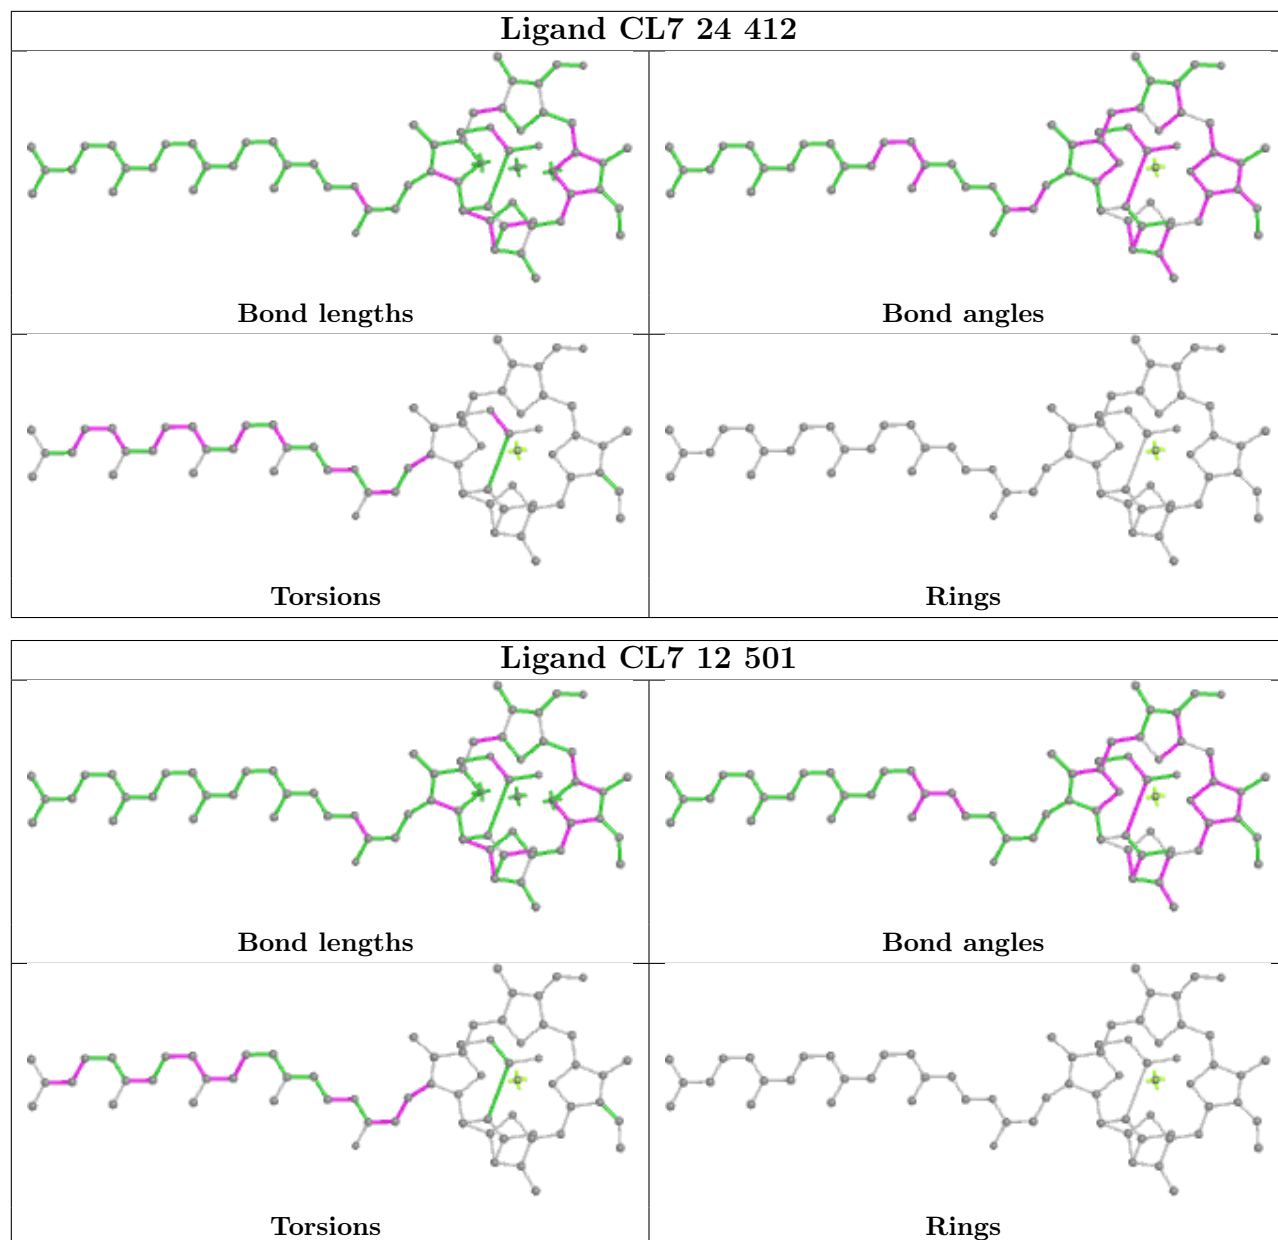 Ligand CL7 24 412
Bond lengths
Bond angles
Torsions
Rings
Ligand CL7 12 501
Bond lengths
Bond angles
Torsions
Rings